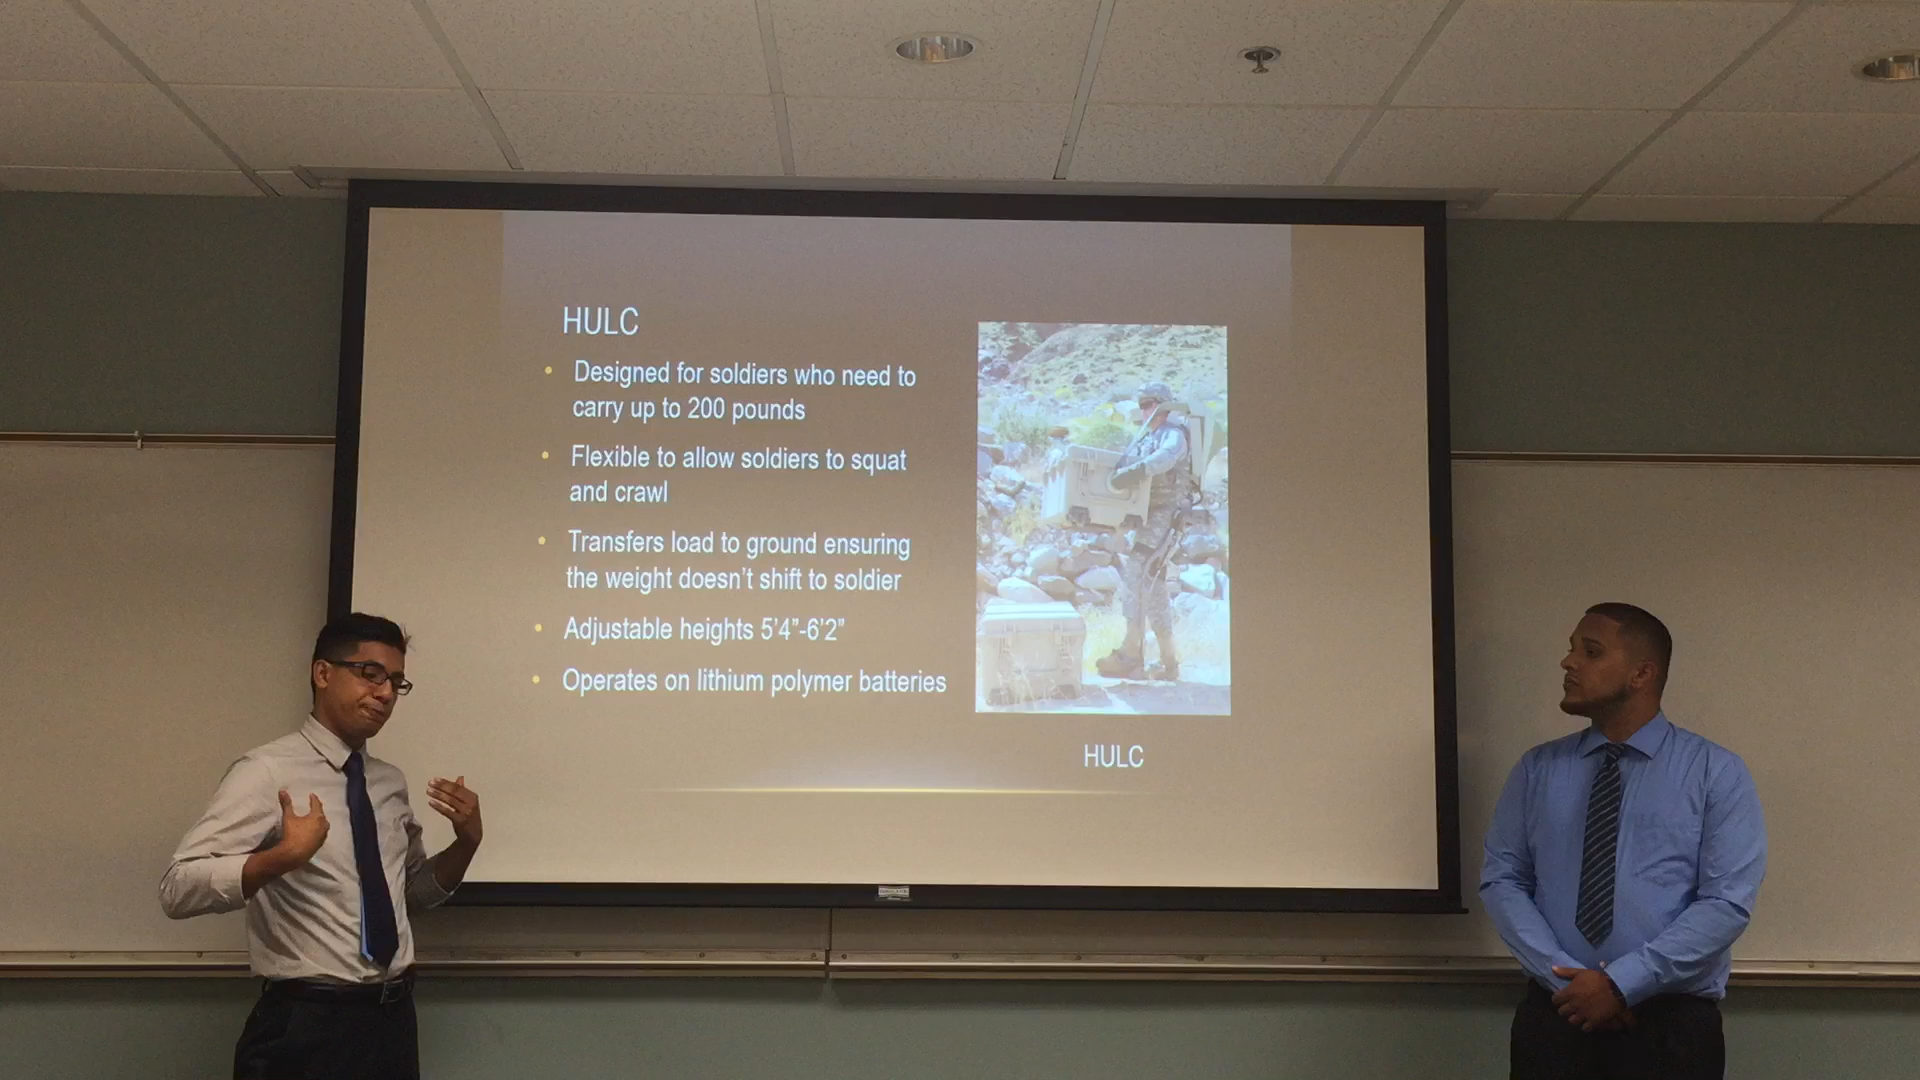 HULC
• Designed for soldiers who need to
carry up to 200 pounds
• Flexible to allow soldiers to squat
and crawl
• Transfers load to ground ensuring
the weight doesn’t shift to soldier
• Adjustable heights 5’4”-6’2”
• Operates on lithium polymer batteries
HULC